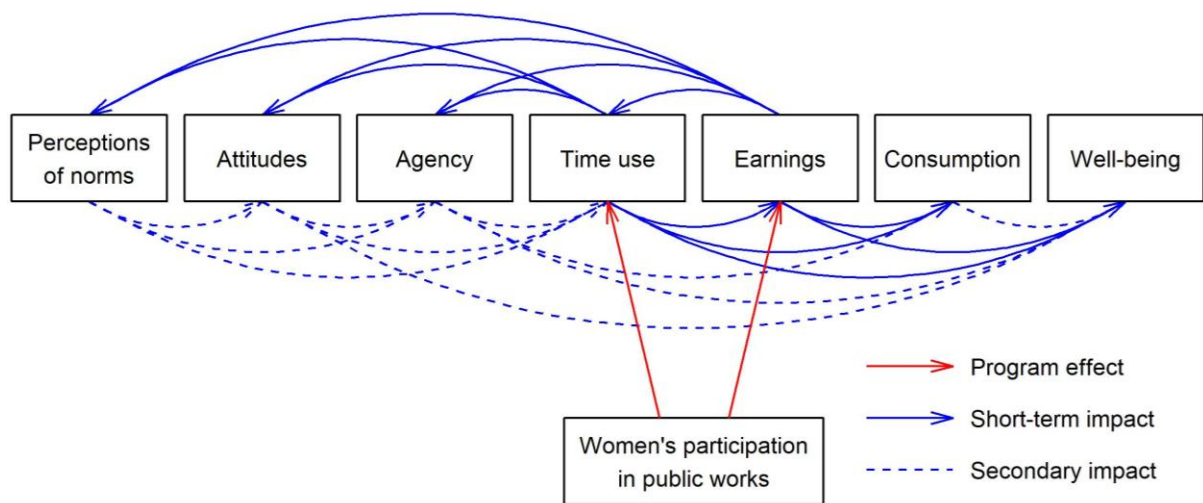 Perceptions
of norms
Attitudes
Agency
Time use
Earnings
Consumption
Well-being
Women's participation
in public works
Program effect
Short-term impact
Secondary impact